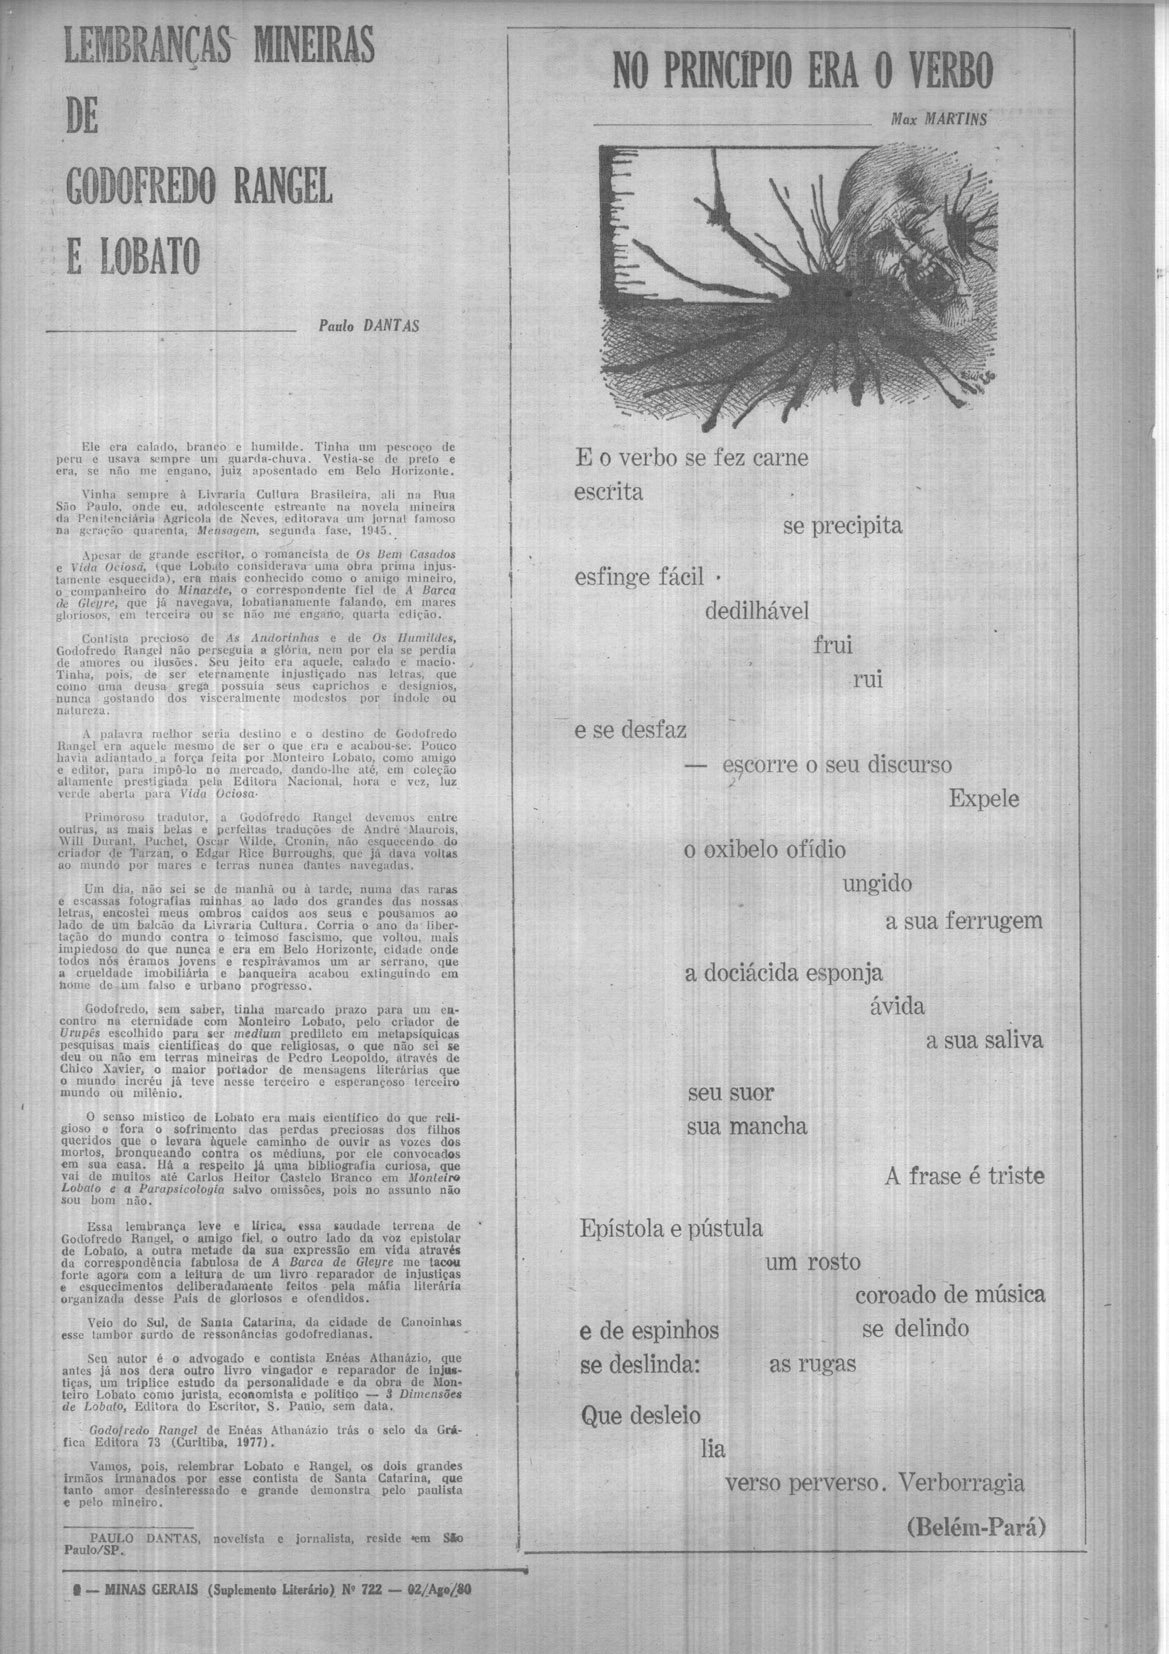 LEMBRANÇAS MINEIRAS
DE
GODOFREDO RANGEL
E LOBATO
Paulo DANTAS
Ele era calado, branco e humilde. Tinha um pescoço de
peru e usava sempre um guarda-chuva. Vestia-se de preto e
era, se não me engano, juiz aposentado em Belo Horizonte.
Vinha sempre à Livraria Cultura Brasileira, ali na Rua
São Paulo, onde eu, adolescente estreante na novela mineira
da Penitenciária Agrícola de Neves, editorava um jornal famoso
na geração quarenta, Mensagem, segunda fase, 1945.
Apesar de grande escritor, o romancista de Os Bem Casados
e Vida Ociosa, (que Lobato considerava uma obra prima injus-
tamente esquecida), era mais conhecido como o amigo mineiro,
o companheiro do Minarete, o correspondente fiel de A Barca
de Gleyre, que já navegava, lobatianamente falando, em mares
gloriosos, em terceira ou se não me engano, quarta edição.
Contista precioso de As Andorinhas e de Os Humildes,
Godofredo Rangel não perseguia a glória, nem por ela se perdia
de amores ou ilusões. Seu jeito era aquele, calado e macio.
Tinha, pois, de ser eternamente injustiçado nas letras, que
como uma deusa grega possuia seus caprichos e designios,
nunca gostando dos visceralmente modestos por índole ou
natureza.
A palavra melhor seria destino e o destino de Godofredo
Rangel era aquele mesmo de ser o que era e acabou-se. Pouco
havia adiantado a força feita por Monteiro Lobato, como amigo
e editor, para impô-lo no mercado, dando-lhe até, em coleção
altamente prestigiada pela Editora Nacional, hora e vez, luz
verde aberta para Vida Ociosa.
Primoroso tradutor, a Godofredo Rangel devemos entre
outras, as mais belas e perfeitas traduções de André Maurois,
Will Durant, Puchet, Oscar Wilde, Cronin, não esquecendo do
criador de Tarzan, o Edgar Rice Burroughs, que já dava voltas
ao mundo por mares e terras nunca dantes navegadas.
Um dia, não sei se de manhã ou à tarde, numa das raras
e escassas fotografias minhas ao lado dos grandes das nossas
letras, encostei meus ombros caidos aos seus e pousamos ao
lado de um balcão da Livraria Cultura. Corria o ano da liber-
tação do mundo contra o teimoso fascismo, que voltou, mais
impiedoso do que nunca e era em Belo Horizonte, cidade onde
todos nós éramos jovens e respirávamos um ar serrano, que
a crueldade imobiliária e banqueira acabou extinguindo em
nome de um falso e urbano progresso.
Godofredo, sem saber, tinha marcado prazo para um en-
contro na eternidade com Monteiro Lobato, pelo criador de
Urupês escolhido para ser medium predileto em metapsiquicas
pesquisas mais cientificas do que religiosas, o que não sei se
deu ou não em terras mineiras de Pedro Leopoldo, através de
Chico Xavier, o maior portador de mensagens literárias que
o mundo incréu já teve nesse terceiro e esperançoso terceiro
mundo ou milênio.
O senso místico de Lobato era mais cientifico do que reli-
gioso e fora o sofrimento das perdas preciosas dos filhos
queridos que o levara àquele caminho de ouvir as vozes dos
mortos, bronqueando contra os médiuns, por ele convocados
em sua casa. Há a respeito já uma bibliografia curiosa, que
vai de muitos até Carlos Heitor Castelo Branco em Monteiro
Lobato e a Parapsicologia salvo omissões, pois no assunto não
sou bom não.
Essa lembrança leve e lírica, essa saudade terrena de
Godofredo Rangel, o amigo fiel, o outro lado da voz epistolar
de Lobato, a outra metade da sua expressão em vida através
da correspondência fabulosa de A Barca de Gleyre me tacou
forte agora com a leitura de um livro reparador de injustiças
e esquecimentos deliberadamente feitos pela máfia literária
organizada desse País de gloriosos e ofendidos.
Veio do Sul, de Santa Catarina, da cidade de Canoinhas
esse tambor surdo de ressonâncias godofredianas.
Seu autor é o advogado e contista Enéas Athanázio, que
antes já nos dera outro livro vingador e reparador de injus-
tiças, um tríplice estudo da personalidade e da obra de Mon-
teiro Lobato como jurista, economista e político — 3 Dimensões
de Lobato, Editora do Escritor, S. Paulo, sem data.
Godofredo Rangel de Enéas Athanázio trás o selo da Grá-
fica Editora 73 (Curitiba, 1977).
Vamos, pois, relembrar Lobato e Rangel, os dois grandes
irmãos irmanados por esse contista de Santa Catarina, que
tanto amor desinteressado e grande demonstra pelo paulista
e pelo mineiro.
PAULO DANTAS, novelista e jornalista, reside em São
Paulo/SP.
— MINAS GERAIS (Suplemento Literário) Nº 722 — 02/Ago/80
NO PRINCÍPIO ERA O VERBO
Max MARTINS
E o verbo se fez carne
escrita
se precipita
esfinge fácil
dedilhável
frui
rui
e se desfaz
— escorre o seu discurso
Expele
o oxibelo ofídio
ungido
a sua ferrugem
a dociácida esponja
ávida
a sua saliva
seu suor
sua mancha
A frase é triste
Epístola e pústula
um rosto
coroado de música
e de espinhos se delindo
se deslinda: as rugas
Que desleio
lia
verso perverso. Verborragia
(Belém-Pará)